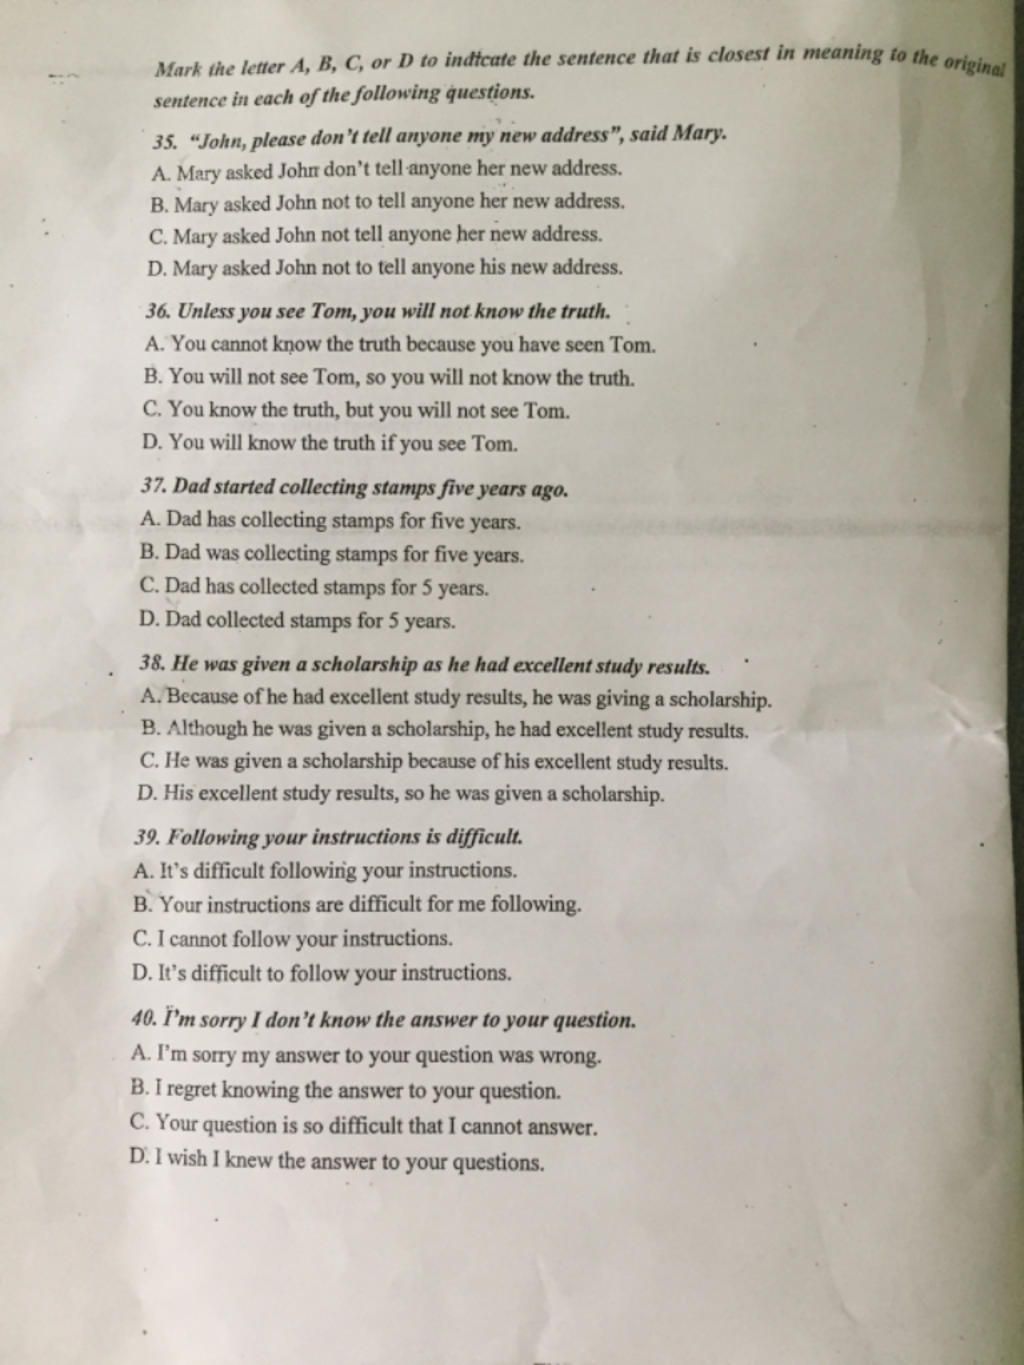 Mark the letter A, B, C, or D to indicate the sentence that is closest in meaning to the original
sentence in each of the following questions.
35. “John, please don’t tell anyone my new address”, said Mary.
A. Mary asked John don’t tell anyone her new address.
B. Mary asked John not to tell anyone her new address.
C. Mary asked John not tell anyone her new address.
D. Mary asked John not to tell anyone his new address.
36. Unless you see Tom, you will not know the truth.
A. You cannot know the truth because you have seen Tom.
B. You will not see Tom, so you will not know the truth.
C. You know the truth, but you will not see Tom.
D. You will know the truth if you see Tom.
37. Dad started collecting stamps five years ago.
A. Dad has collecting stamps for five years.
B. Dad was collecting stamps for five years.
C. Dad has collected stamps for 5 years.
D. Dad collected stamps for 5 years.
38. He was given a scholarship as he had excellent study results.
A. Because of he had excellent study results, he was giving a scholarship.
B. Although he was given a scholarship, he had excellent study results.
C. He was given a scholarship because of his excellent study results.
D. His excellent study results, so he was given a scholarship.
39. Following your instructions is difficult.
A. It’s difficult following your instructions.
B. Your instructions are difficult for me following.
C. I cannot follow your instructions.
D. It’s difficult to follow your instructions.
40. I’m sorry I don’t know the answer to your question.
A. I’m sorry my answer to your question was wrong.
B. I regret knowing the answer to your question.
C. Your question is so difficult that I cannot answer.
D. I wish I knew the answer to your questions.